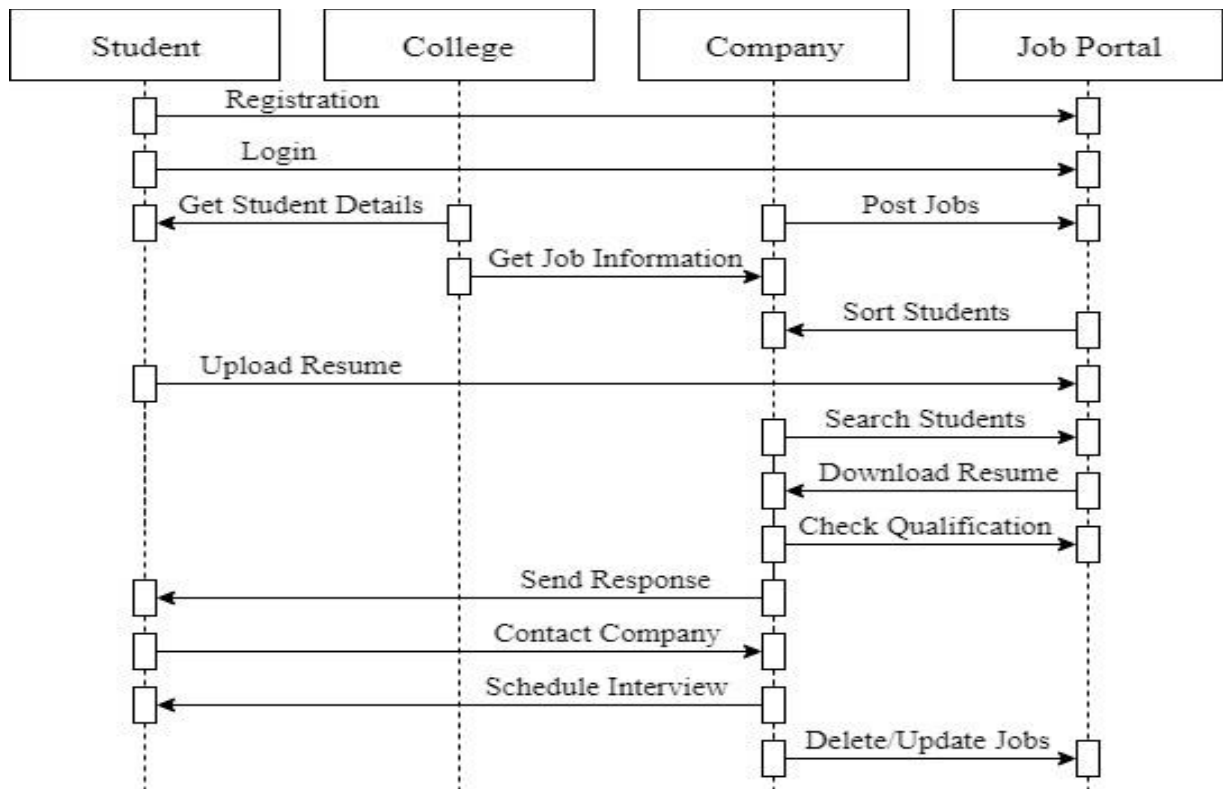 Student
College
Company
Job Portal
Registration
Login
Get Student Details
Post Jobs
Get Job Information
Sort Students
Upload Resume
Search Students
Download Resume
Check Qualification
Send Response
Contact Company
Schedule Interview
Delete/Update Jobs